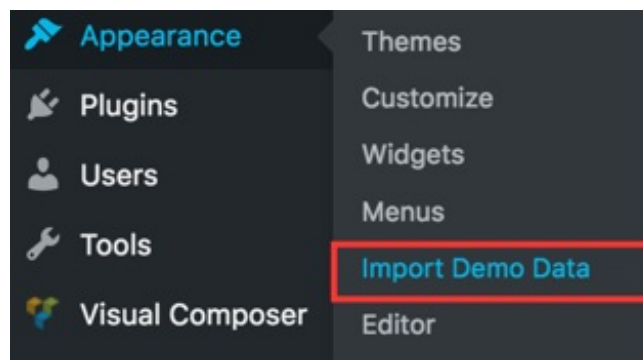 Appearance
Plugins
Users
Tools
Visual Composer
Themes
Customize
Widgets
Menus
Import Demo Data
Editor